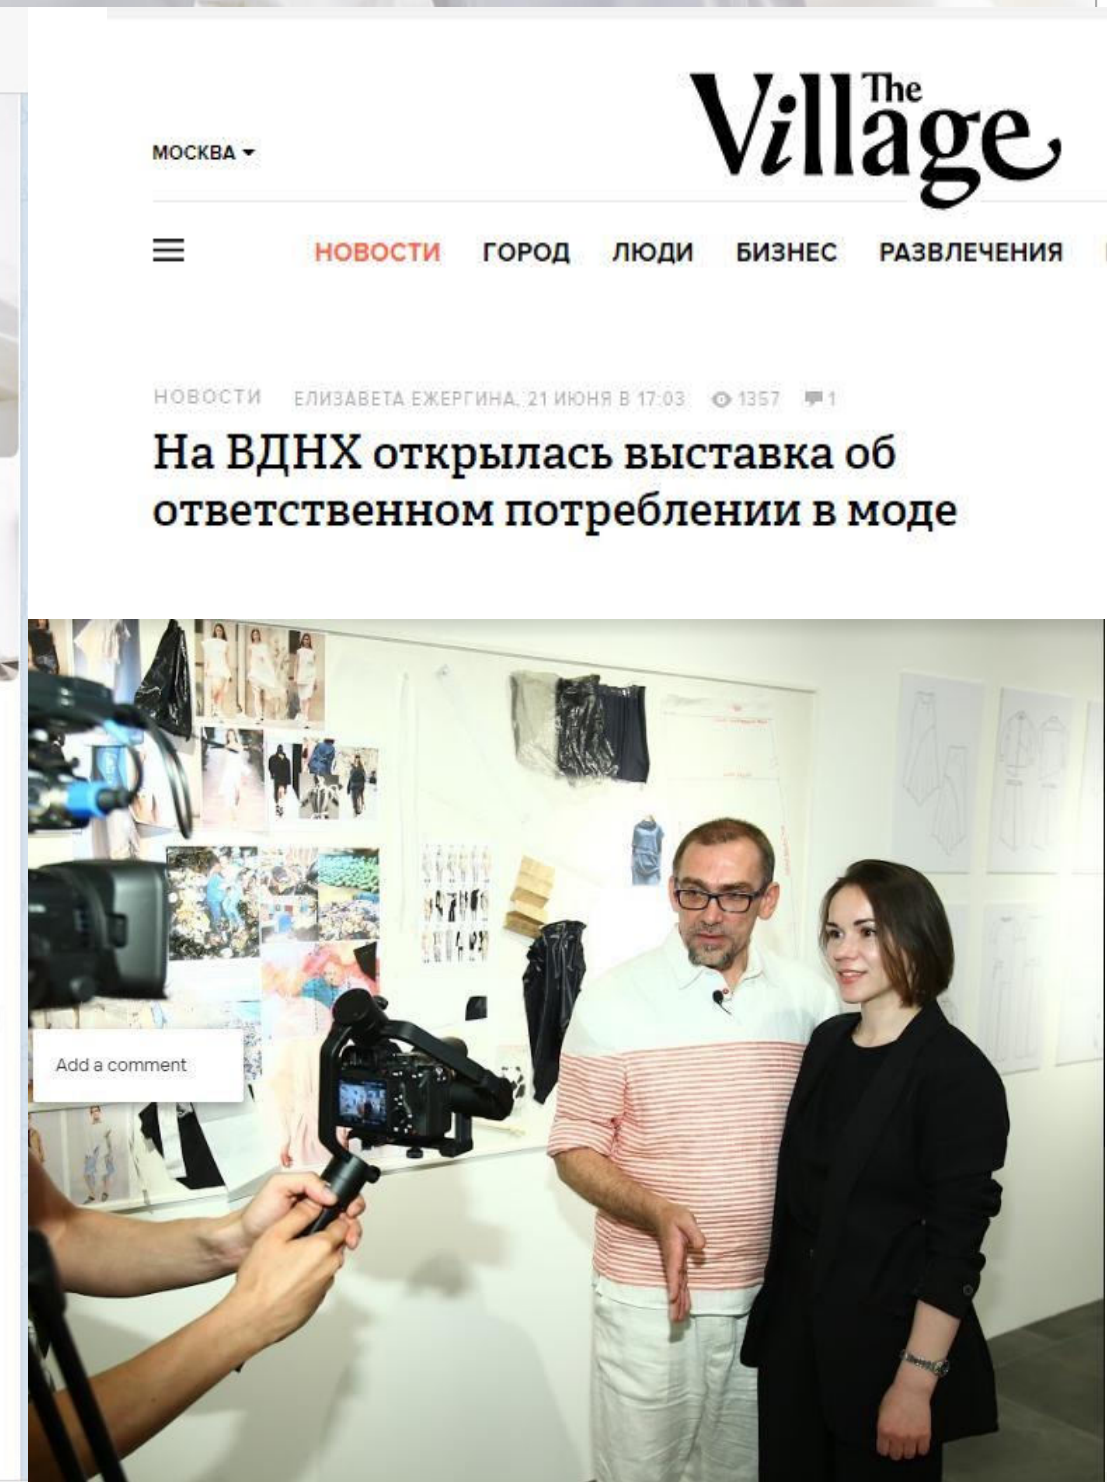 The
Village
МОСКВА
НОВОСТИ ГОРОД ЛЮДИ БИЗНЕС РАЗВЛЕЧЕНИЯ
НОВОСТИ ЕЛИЗАВЕТА ЕЖЕРГИНА, 21 ИЮНЯ В 17:03 1357 1
На ВДНХ открылась выставка об
ответственном потреблении в моде
Add a comment